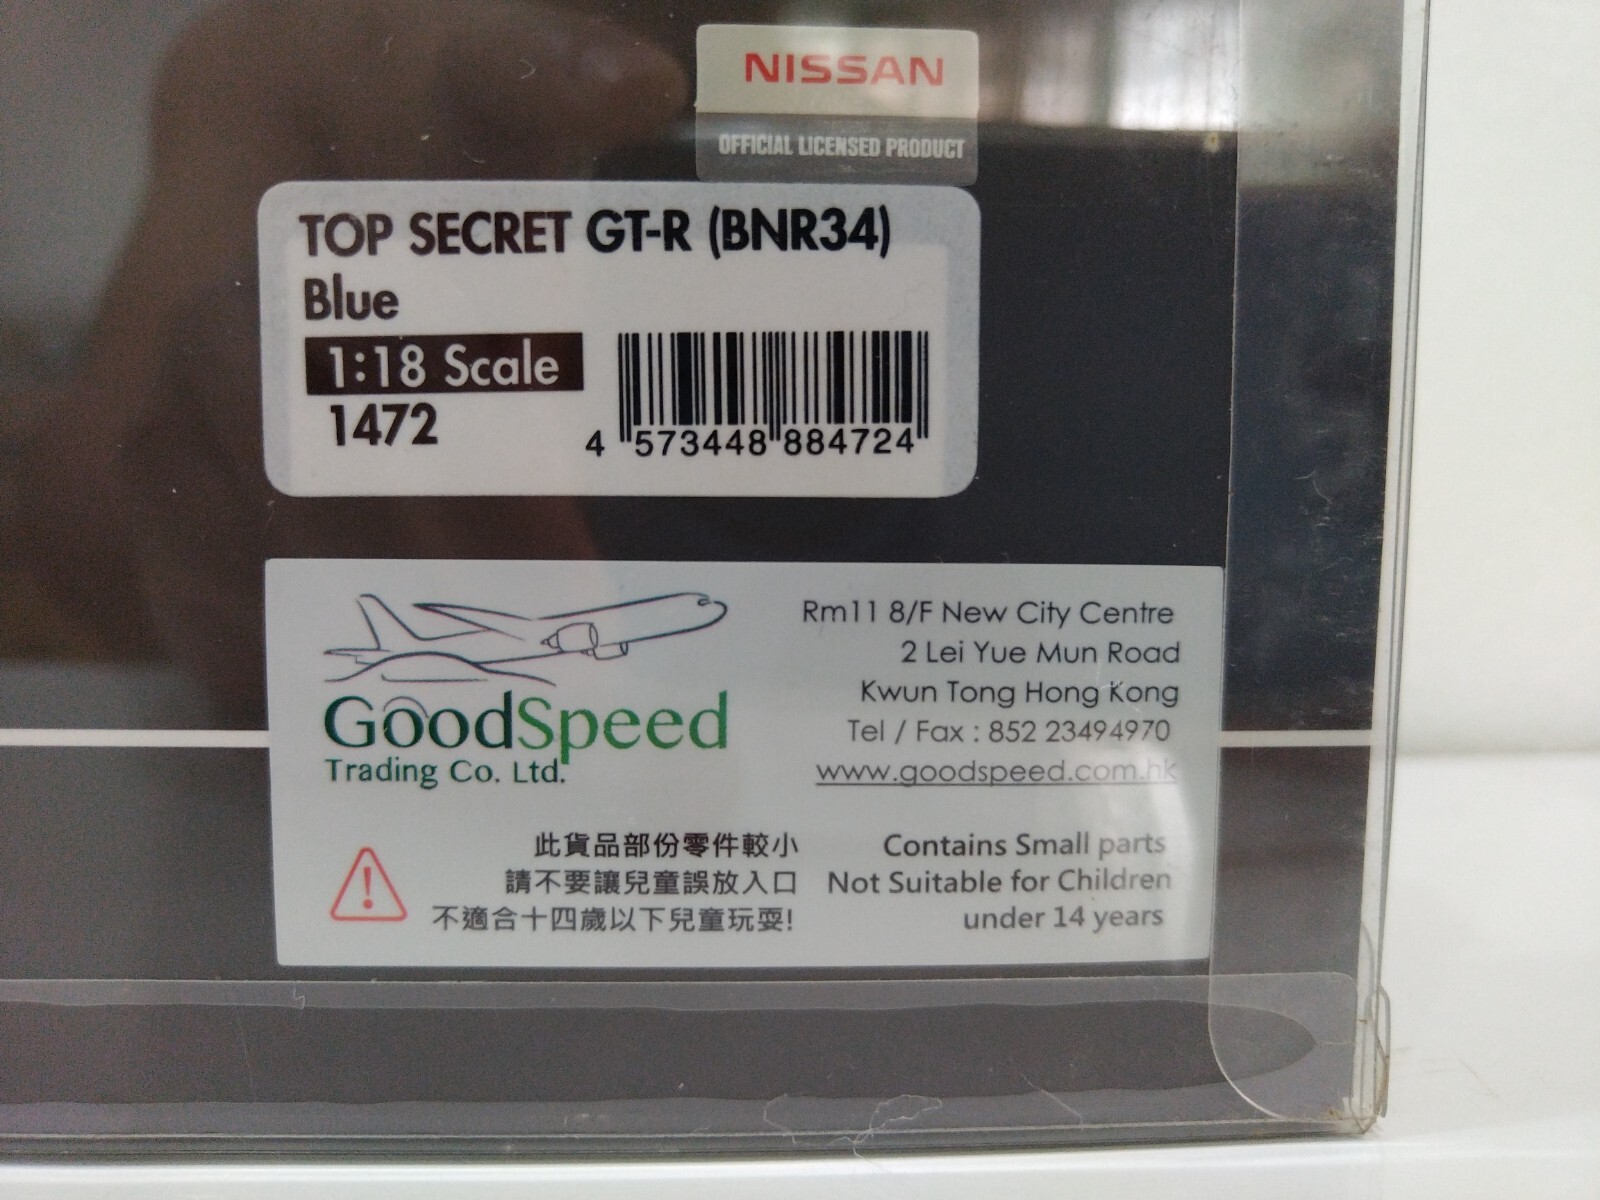 NISSAN
OFFICIAL LICENSED PRODUCT
TOP SECRET GT-R (BNR34)
Blue
1:18 Scale
1472
4 573448 884724
GoodSpeed
Trading Co. Ltd.
Rm11 8/F New City Centre
2 Lei Yue Mun Road
Kwun Tong Hong Kong
Tel / Fax : 852 23494970
www.goodspeed.com.hk
此貨品部份零件較小
請不要讓兒童誤放入口
不適合十四歲以下兒童玩耍!
Contains Small parts
Not Suitable for Children
under 14 years